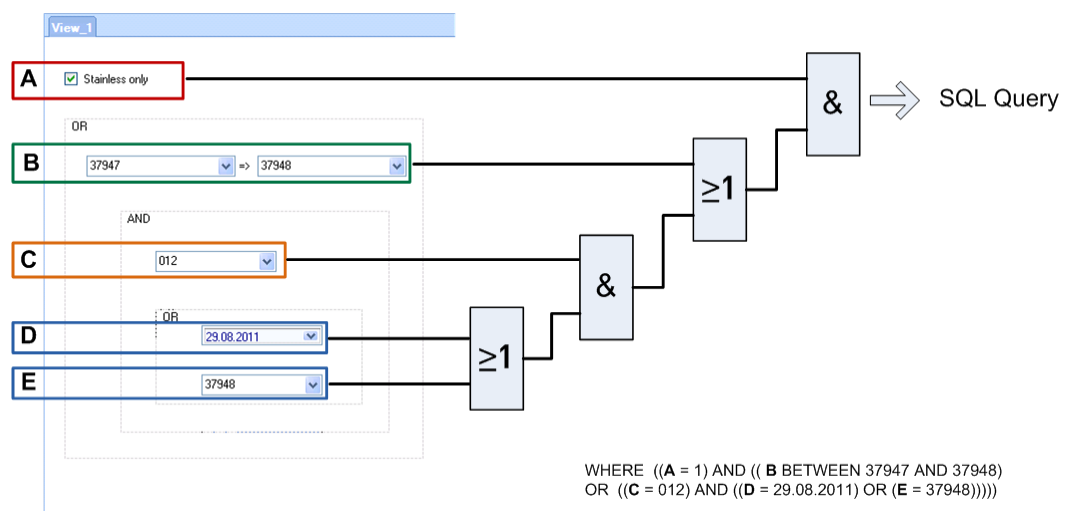 View_1
A Stainless only
& SQL Query
OR
B 37947 => 37948
≥1
AND
C 012
&
OR
D 29.08.2011
≥1
E 37948
WHERE ((A = 1) AND (( B BETWEEN 37947 AND 37948)
OR ((C = 012) AND ((D = 29.08.2011) OR (E = 37948)))))